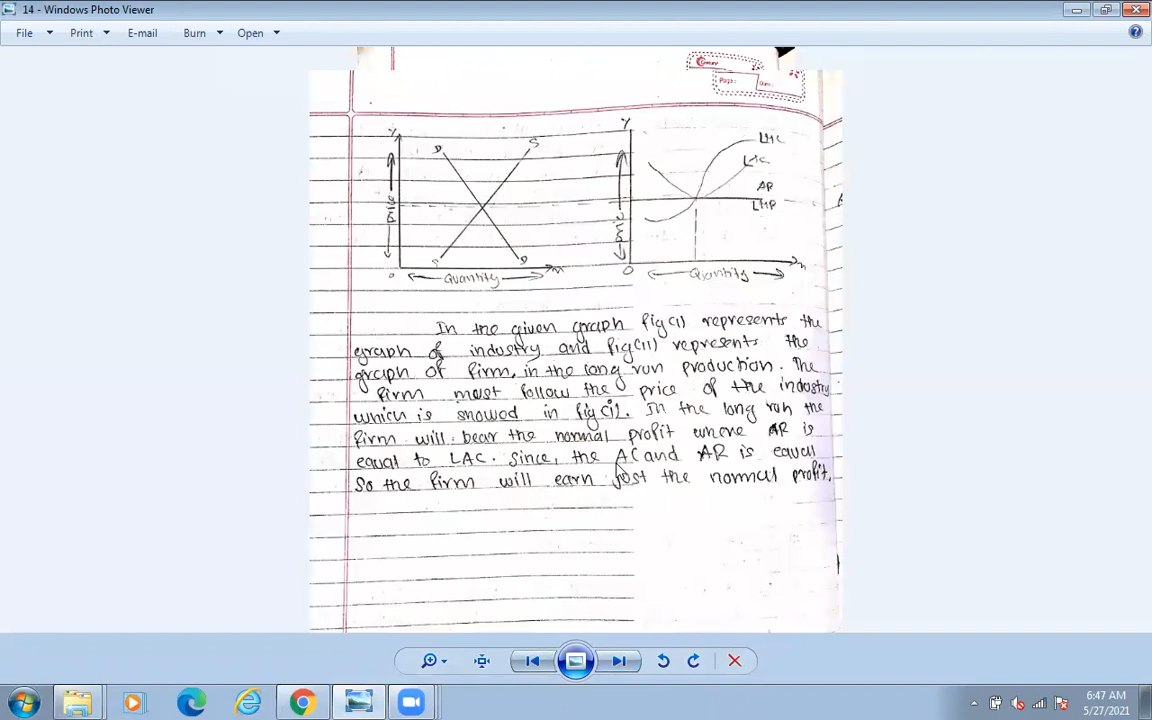 14 - Windows Photo Viewer
File Print E-mail Burn Open
Page: Date:
Y Y
D S LMC
LAC
AR
Price Price
S D
O Quantity X O Quantity X
In the given graph fig(i) represents the
graph of industry and fig(ii) represents the
graph of firm, in the long run production. The
firm must follow the price of the industry
which is showed in fig(i). In the long run the
firm will bear the normal profit where AR is
equal to LAC. Since, the AC and AR is equal
So the firm will earn just the normal profit.
6:47 AM
5/27/2021